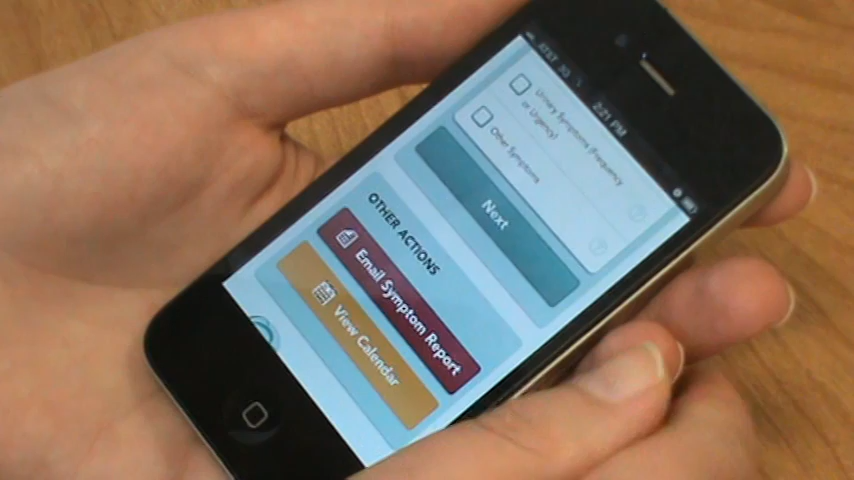 AT&T 3G 2:21 PM
Urinary Symptoms (Frequency
or Urgency)
Other Symptoms
Next
OTHER ACTIONS
Email Symptom Report
View Calendar